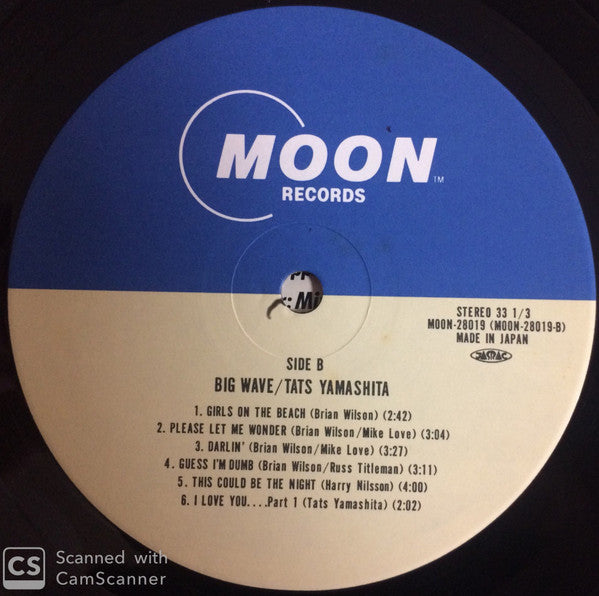 MOON TM
RECORDS
PP
: Mi
STEREO 33 1/3
MOON-28019 (MOON-28019-B)
MADE IN JAPAN
JASRAC
SIDE B
BIG WAVE/TATS YAMASHITA
1. GIRLS ON THE BEACH (Brian Wilson) (2:42)
2. PLEASE LET ME WONDER (Brian Wilson/Mike Love) (3:04)
3. DARLIN' (Brian Wilson/Mike Love) (3:27)
4. GUESS I'M DUMB (Brian Wilson/Russ Titleman) (3:11)
5. THIS COULD BE THE NIGHT (Harry Nilsson) (4:00)
6. I LOVE YOU....Part 1 (Tats Yamashita) (2:02)
CS Scanned with
CamScanner